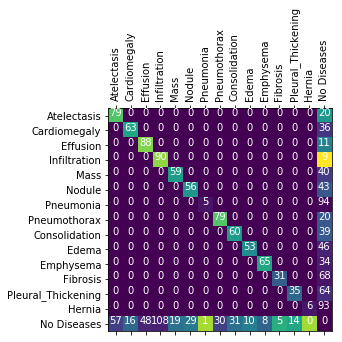 Atelectasis
Cardiomegaly
Effusion
Infiltration
Mass
Nodule
Pneumonia
Pneumothorax
Consolidation
Edema
Emphysema
Fibrosis
Pleural_Thickening
Hernia
No Diseases
Atelectasis 79 0 0 0 0 0 0 0 0 0 0 0 0 0 20
Cardiomegaly 0 63 0 0 0 0 0 0 0 0 0 0 0 0 36
Effusion 0 0 88 0 0 0 0 0 0 0 0 0 0 0 11
Infiltration 0 0 0 90 0 0 0 0 0 0 0 0 0 0 9
Mass 0 0 0 0 59 0 0 0 0 0 0 0 0 0 40
Nodule 0 0 0 0 0 56 0 0 0 0 0 0 0 0 43
Pneumonia 0 0 0 0 0 0 5 0 0 0 0 0 0 0 94
Pneumothorax 0 0 0 0 0 0 0 79 0 0 0 0 0 0 20
Consolidation 0 0 0 0 0 0 0 0 60 0 0 0 0 0 39
Edema 0 0 0 0 0 0 0 0 0 53 0 0 0 0 46
Emphysema 0 0 0 0 0 0 0 0 0 0 65 0 0 0 34
Fibrosis 0 0 0 0 0 0 0 0 0 0 0 31 0 0 68
Pleural_Thickening 0 0 0 0 0 0 0 0 0 0 0 0 35 0 64
Hernia 0 0 0 0 0 0 0 0 0 0 0 0 0 6 93
No Diseases 57 16 48 108 19 29 1 30 31 10 8 5 14 0 0